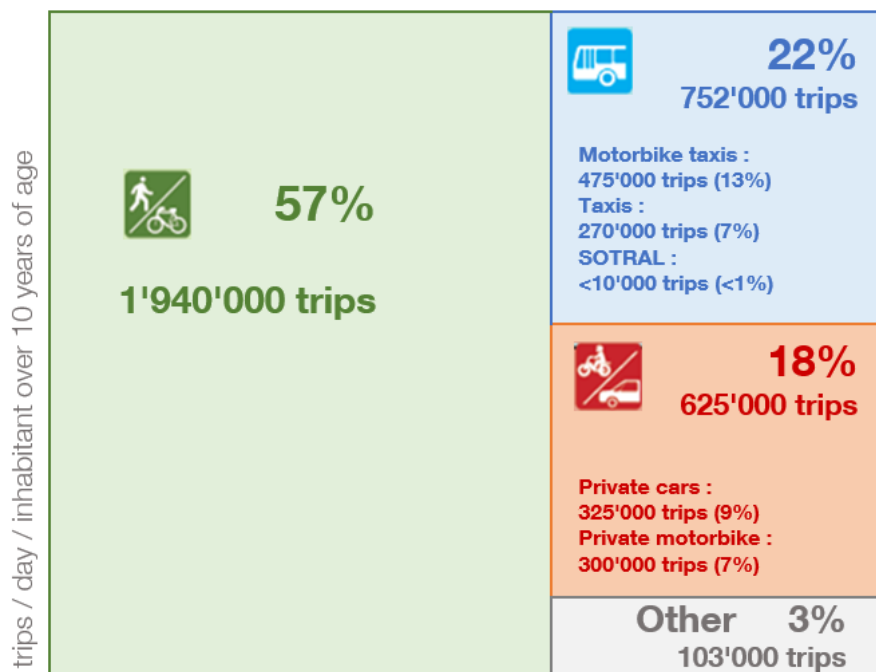 trips / day / inhabitant over 10 years of age
57%
1'940'000 trips
22%
752'000 trips
Motorbike taxis :
475'000 trips (13%)
Taxis :
270'000 trips (7%)
SOTRAL :
<10'000 trips (<1%)
18%
625'000 trips
Private cars :
325'000 trips (9%)
Private motorbike :
300'000 trips (7%)
Other 3%
103'000 trips